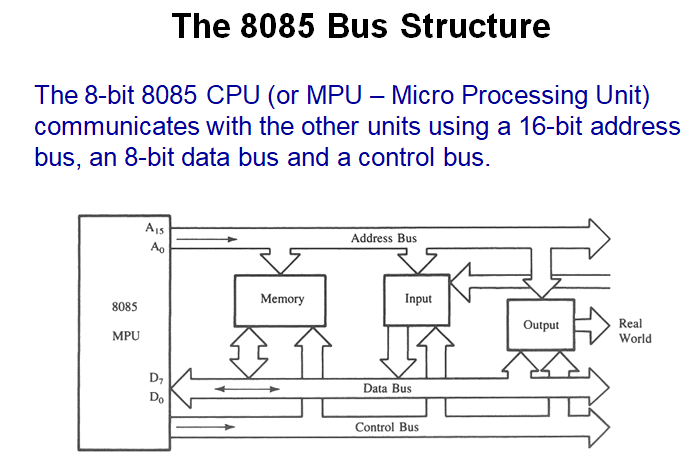 The 8085 Bus Structure
The 8-bit 8085 CPU (or MPU – Micro Processing Unit)
communicates with the other units using a 16-bit address
bus, an 8-bit data bus and a control bus.
A15
A0
Address Bus
8085
MPU
Memory
Input
Output
Real
World
D7
D0
Data Bus
Control Bus